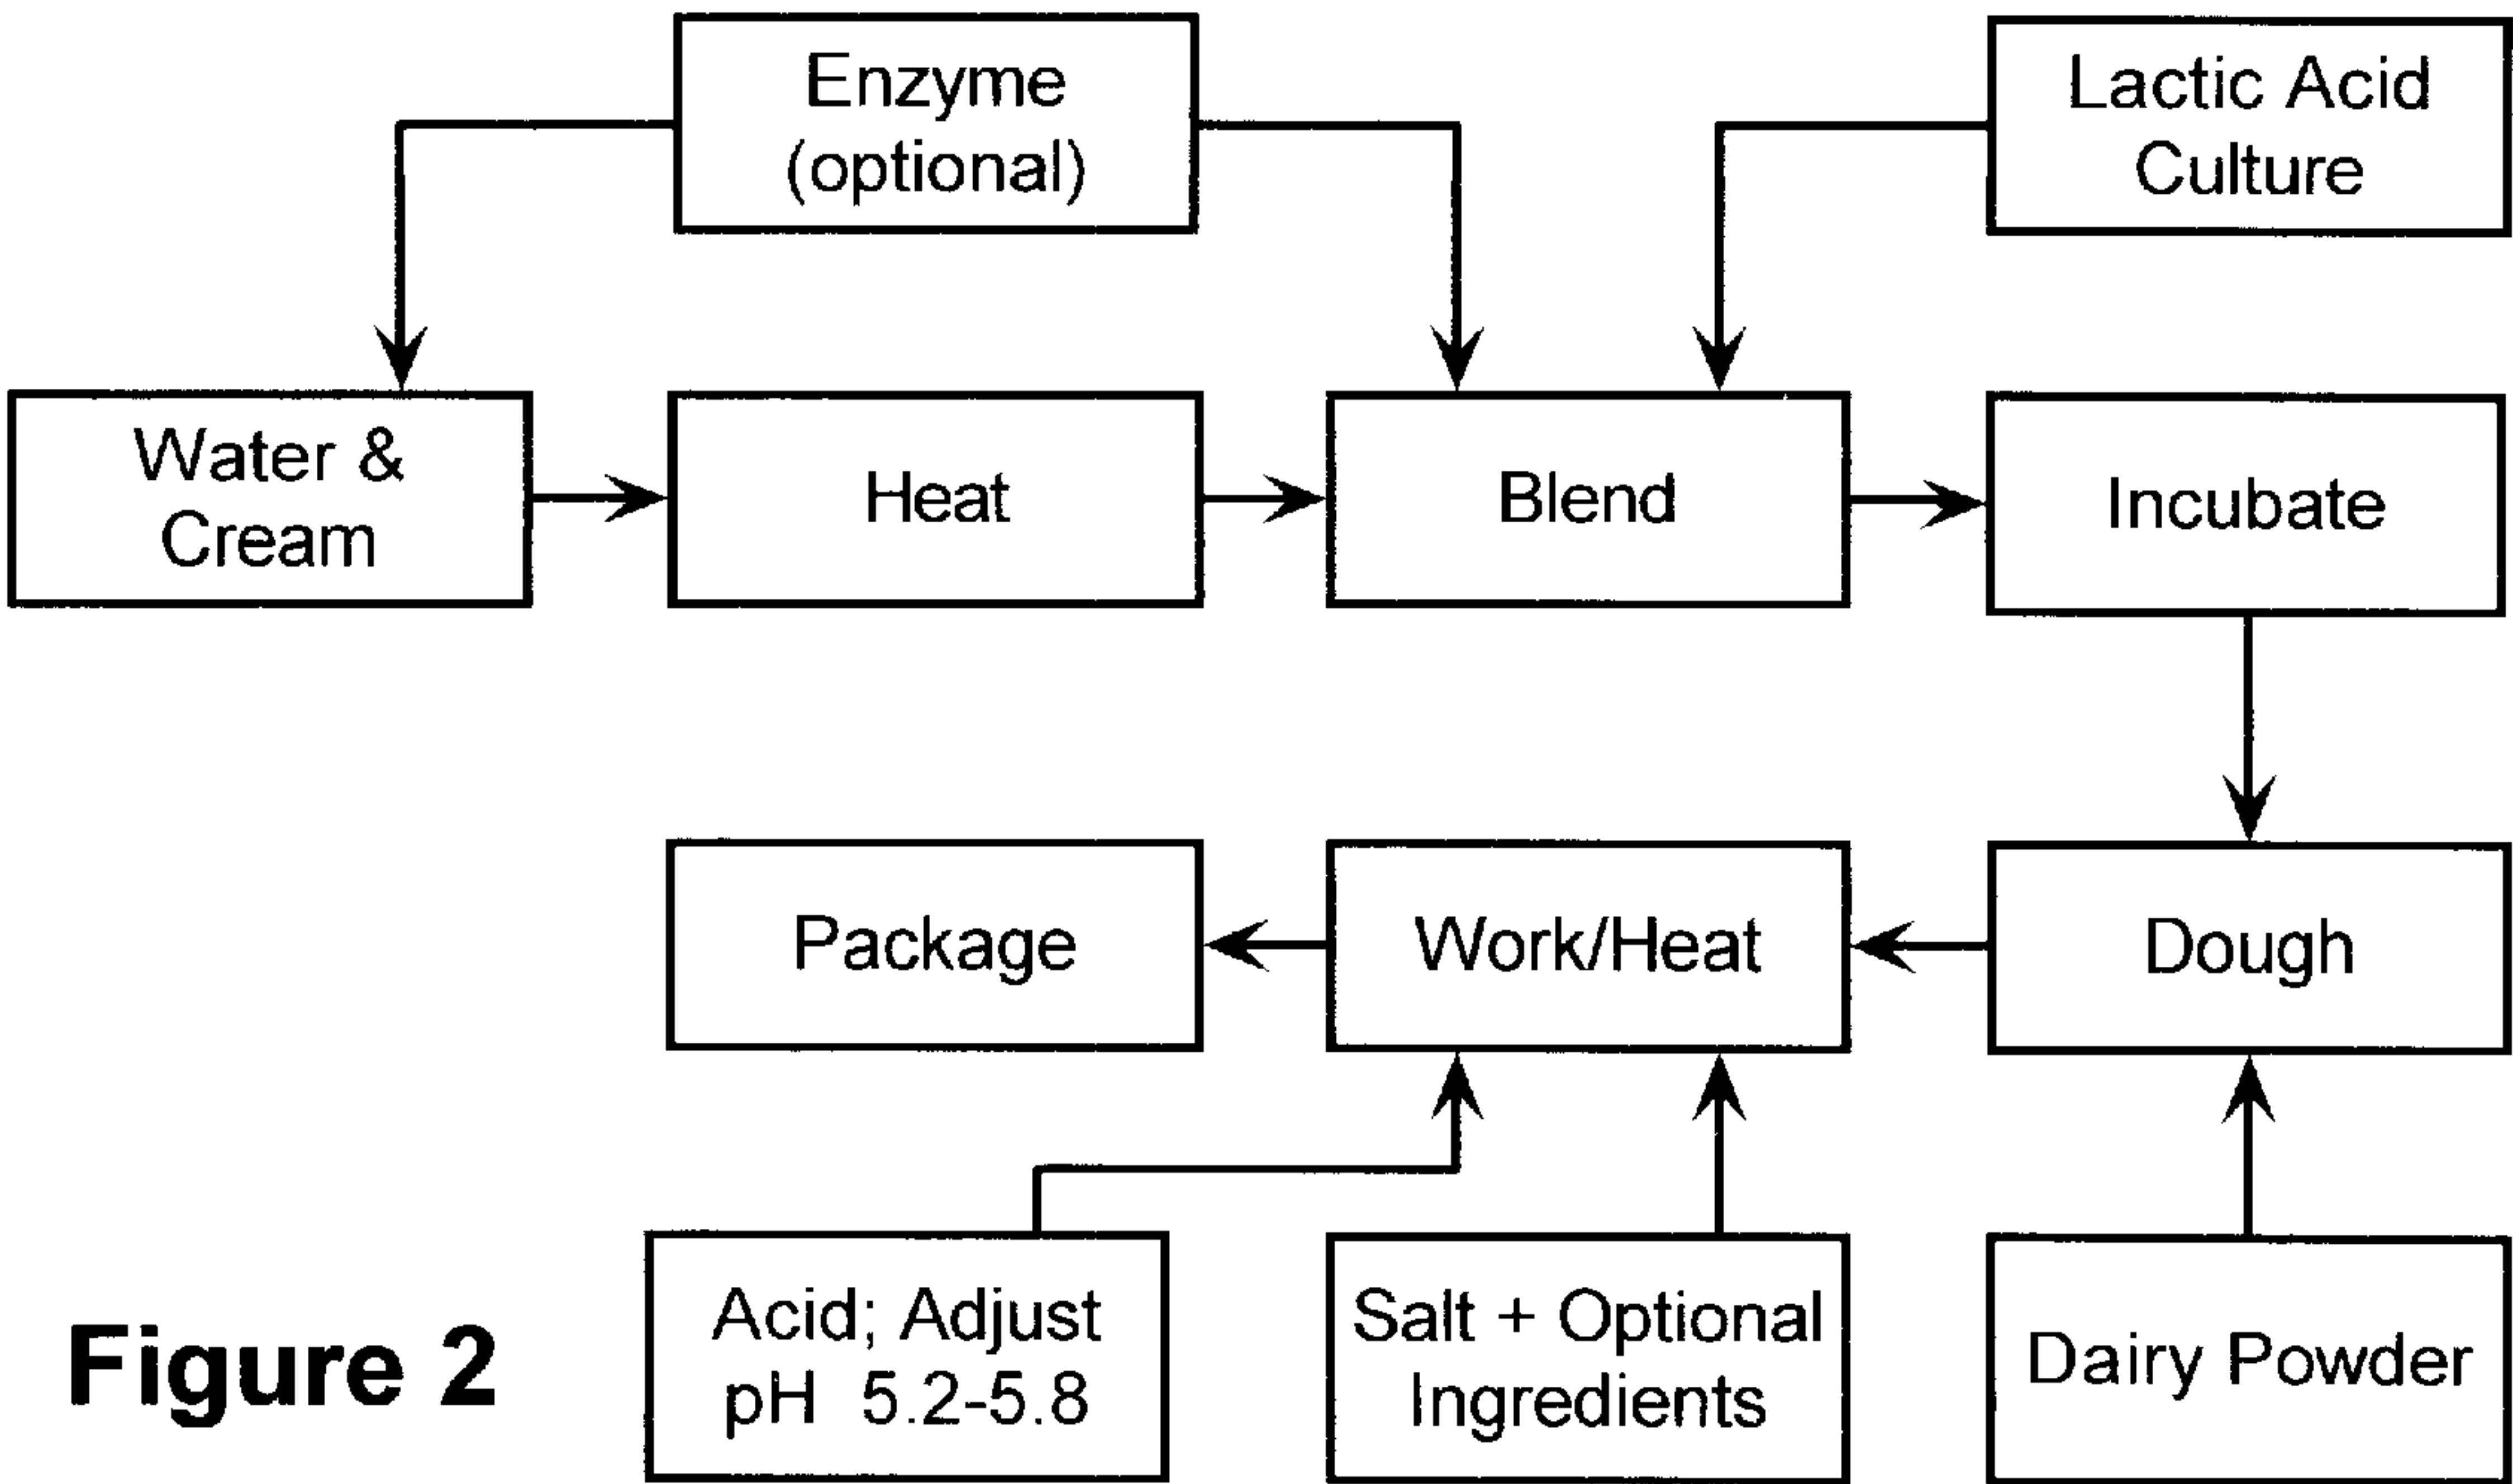 Enzyme
(optional)
Lactic Acid
Culture
Water &
Cream
Heat
Blend
Incubate
Package
Work/Heat
Dough
Acid; Adjust
pH 5.2-5.8
Salt + Optional
Ingredients
Dairy Powder
Figure 2